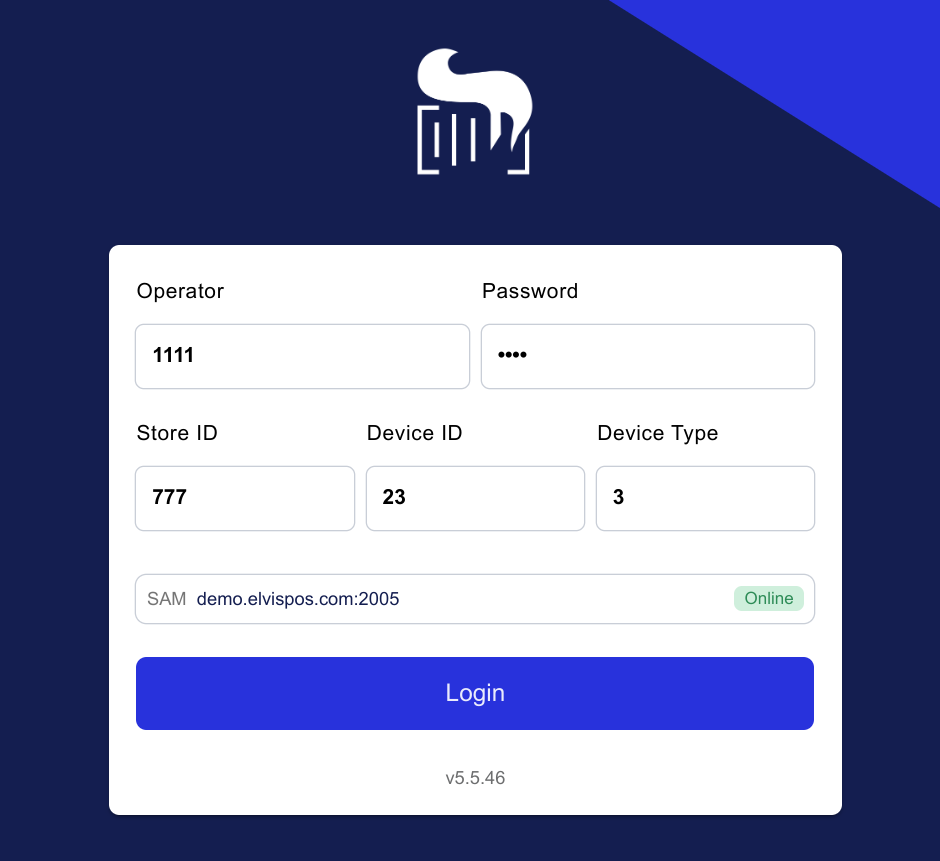 Operator Password
1111 ••••
Store ID Device ID Device Type
777 23 3
SAM demo.elvispos.com:2005 Online
Login
v5.5.46